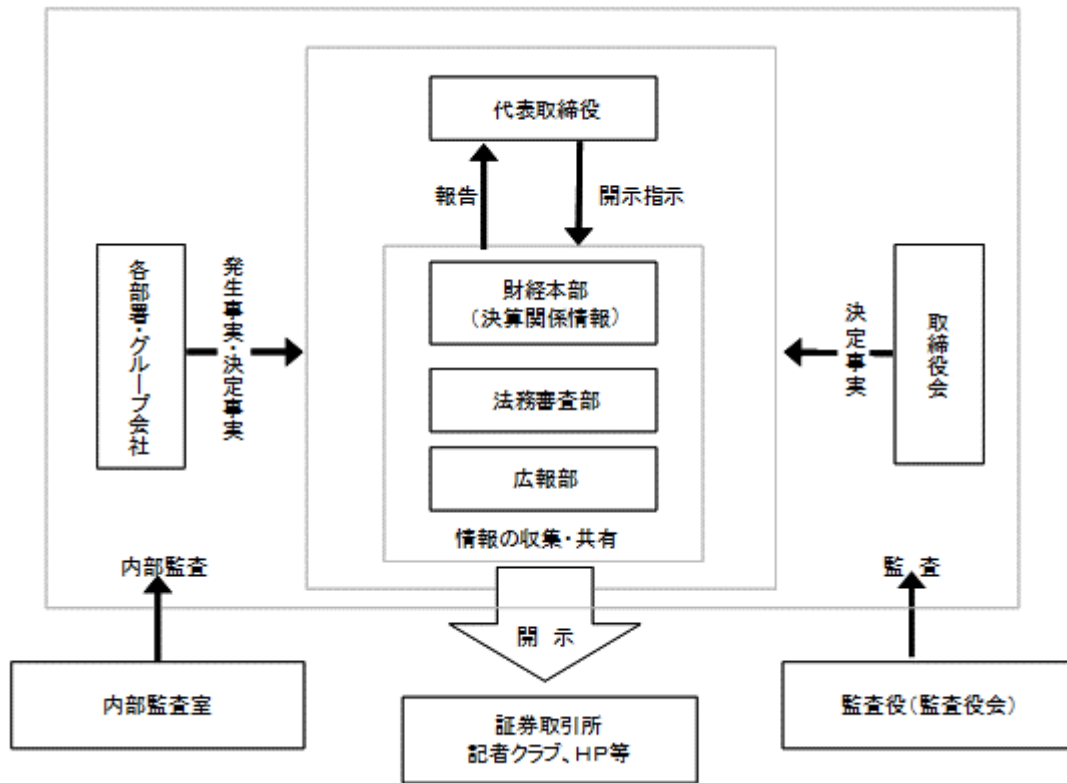 代表取締役
報告
開示指示
各部署・グループ会社
発生事実・決定事実
財経本部
(決算関係情報)
法務審査部
広報部
情報の収集・共有
決定事実
取締役会
内部監査
監　査
開　示
内部監査室
監査役(監査役会)
証券取引所
記者クラブ、HP等